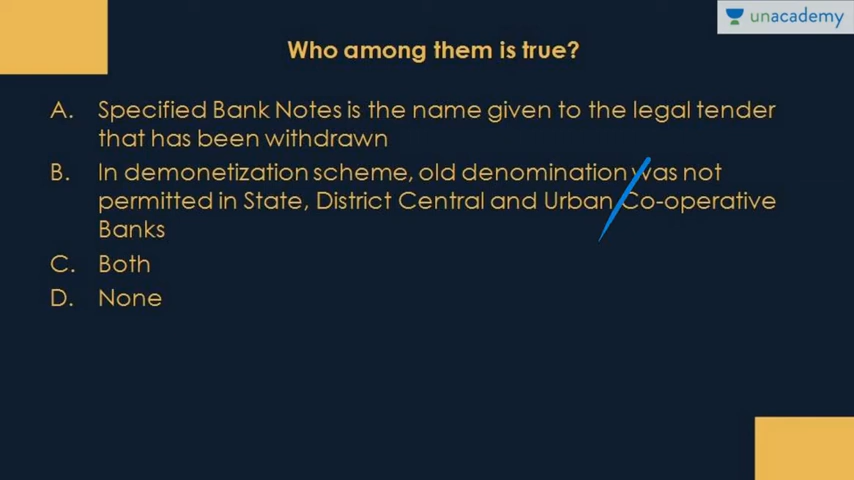 unacademy
Who among them is true?
A. Specified Bank Notes is the name given to the legal tender
that has been withdrawn
B. In demonetization scheme, old denomination was not
permitted in State, District Central and Urban Co-operative
Banks
C. Both
D. None